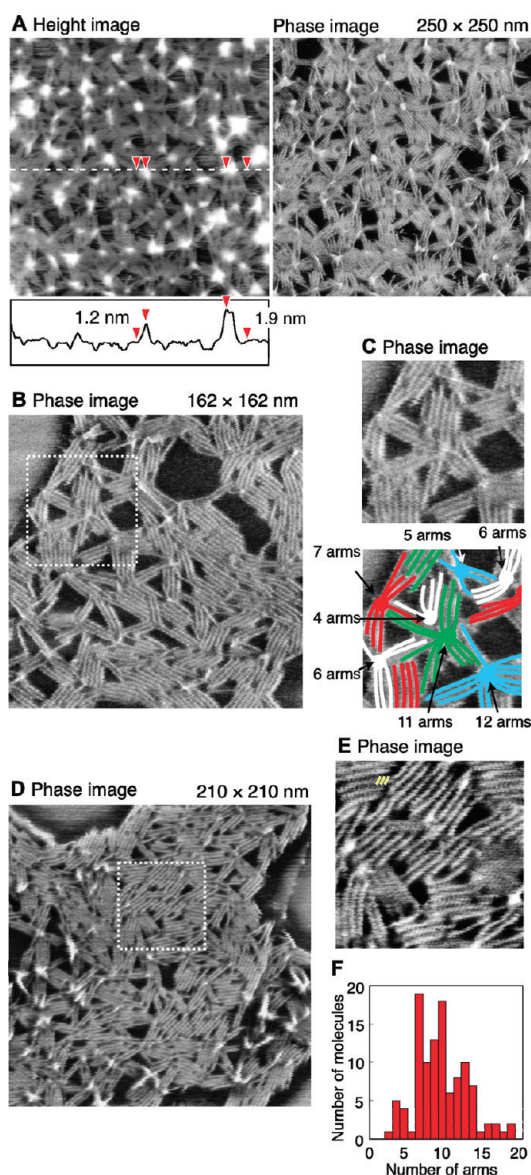 A Height image
Phase image 250 × 250 nm
1.2 nm
1.9 nm
B Phase image 162 × 162 nm
C Phase image
5 arms
6 arms
7 arms
4 arms
6 arms
11 arms
12 arms
D Phase image 210 × 210 nm
E Phase image
F
Number of molecules
20
15
10
5
0
0 5 10 15 20
Number of arms